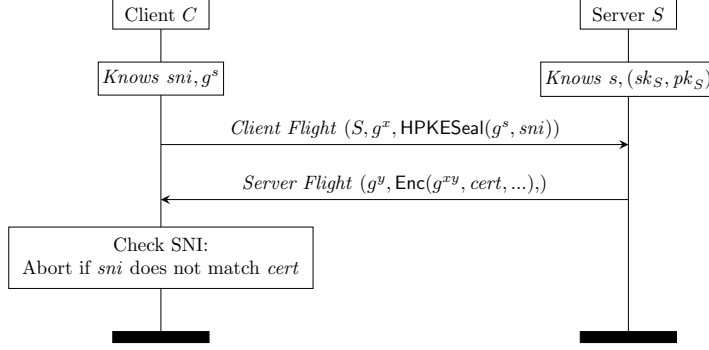 Client C
Server S
Knows sni, g^s
Knows s, (sk_S, pk_S)
Client Flight (S, g^x, HPKESeal(g^s, sni))
Server Flight (g^y, Enc(g^{xy}, cert, ...),)
Check SNI:
Abort if sni does not match cert